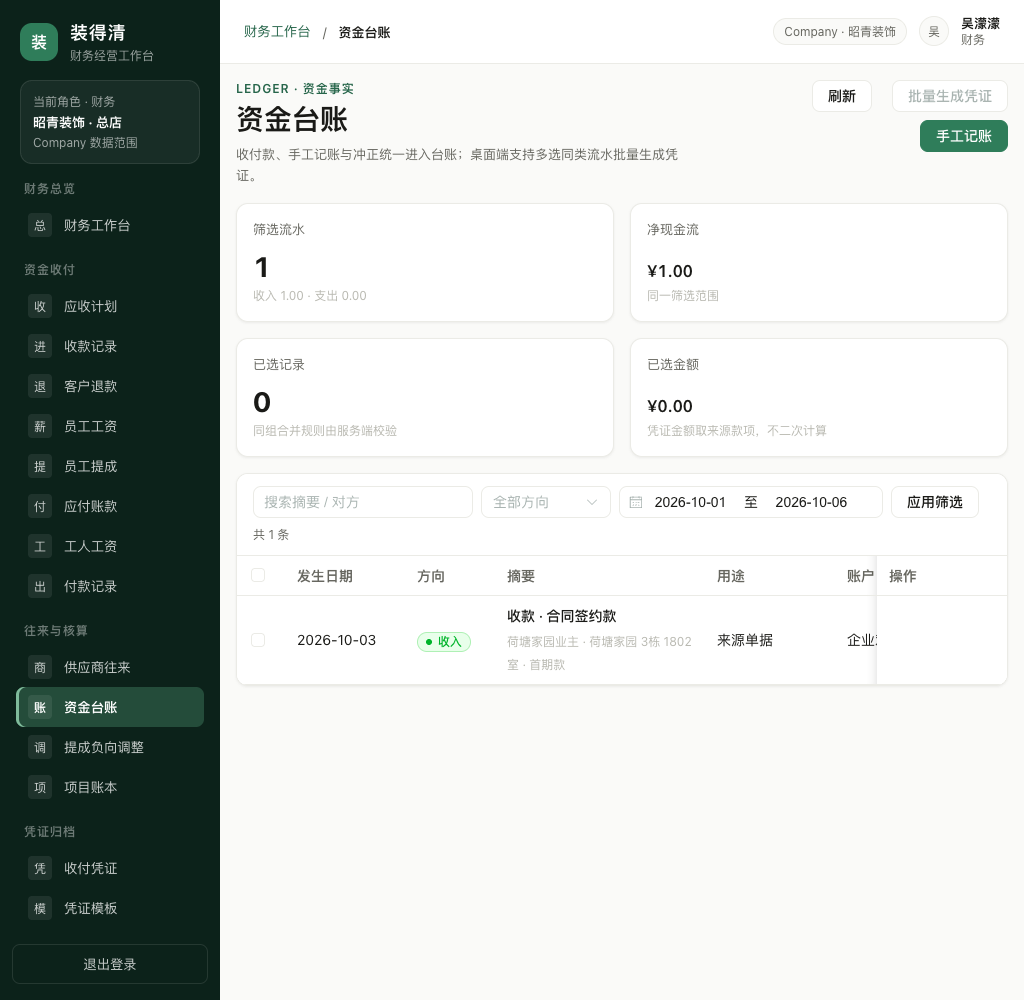 装
装得清
财务经营工作台
当前角色 · 财务
昭青装饰 · 总店
Company 数据范围
财务总览
总 财务工作台
资金收付
收 应收计划
进 收款记录
退 客户退款
薪 员工工资
提 员工提成
付 应付账款
工 工人工资
出 付款记录
往来与核算
商 供应商往来
账 资金台账
调 提成负向调整
项 项目账本
凭证归档
凭 收付凭证
模 凭证模板
退出登录
财务工作台 / 资金台账
Company · 昭青装饰
吴
吴濛濛
财务
LEDGER · 资金事实
资金台账
收付款、手工记账与冲正统一进入台账；桌面端支持多选同类流水批量生成凭
证。
刷新
批量生成凭证
手工记账
筛选流水
1
收入 1.00 · 支出 0.00
净现金流
¥1.00
同一筛选范围
已选记录
0
同组合并规则由服务端校验
已选金额
¥0.00
凭证金额取来源款项，不二次计算
搜索摘要 / 对方
全部方向
2026-10-01 至 2026-10-06
应用筛选
共 1 条
发生日期 方向 摘要 用途 账户 操作
2026-10-03 收入 收款 · 合同签约款 来源单据 企业
荷塘家园业主 · 荷塘家园 3栋 1802
室 · 首期款